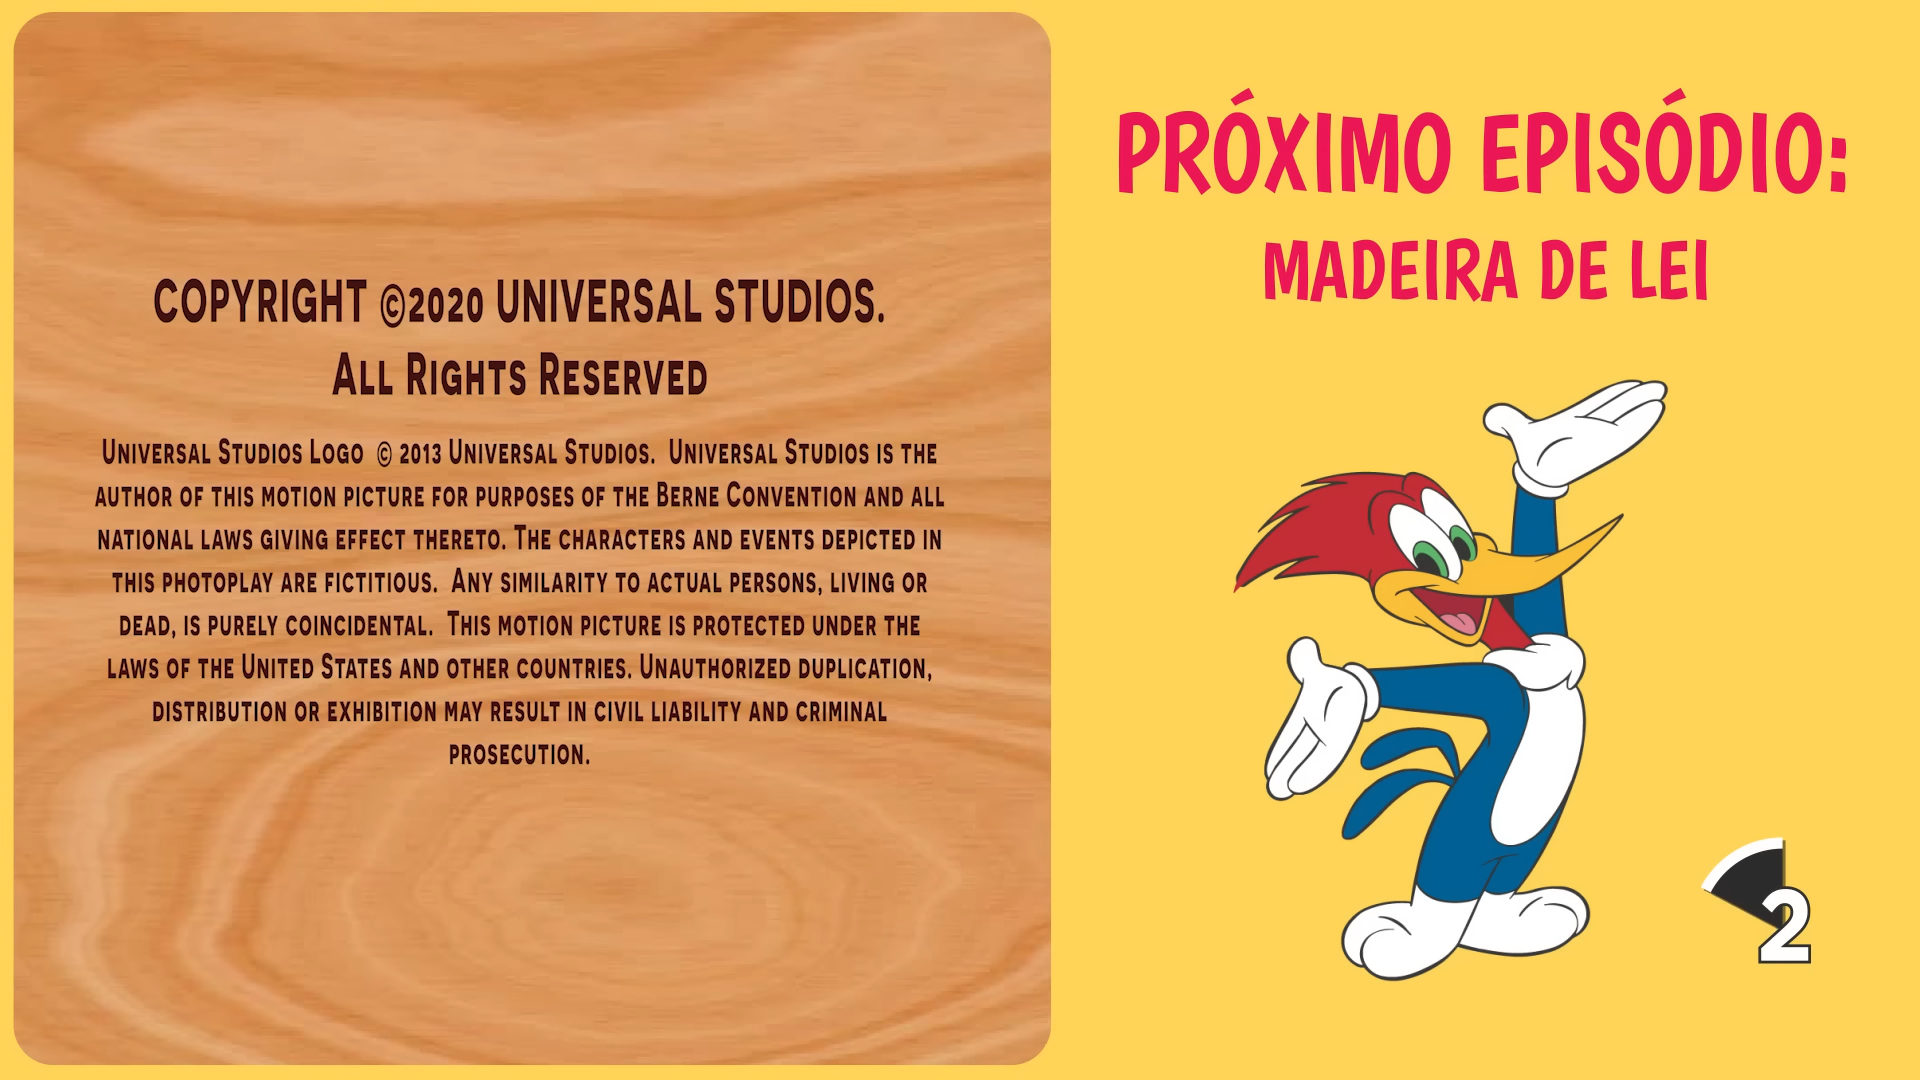 COPYRIGHT ©2020 UNIVERSAL STUDIOS.
ALL RIGHTS RESERVED
UNIVERSAL STUDIOS LOGO © 2013 UNIVERSAL STUDIOS. UNIVERSAL STUDIOS IS THE
AUTHOR OF THIS MOTION PICTURE FOR PURPOSES OF THE BERNE CONVENTION AND ALL
NATIONAL LAWS GIVING EFFECT THERETO. THE CHARACTERS AND EVENTS DEPICTED IN
THIS PHOTOPLAY ARE FICTITIOUS. ANY SIMILARITY TO ACTUAL PERSONS, LIVING OR
DEAD, IS PURELY COINCIDENTAL. THIS MOTION PICTURE IS PROTECTED UNDER THE
LAWS OF THE UNITED STATES AND OTHER COUNTRIES. UNAUTHORIZED DUPLICATION,
DISTRIBUTION OR EXHIBITION MAY RESULT IN CIVIL LIABILITY AND CRIMINAL
PROSECUTION.
PRÓXIMO EPISÓDIO:
MADEIRA DE LEI
2